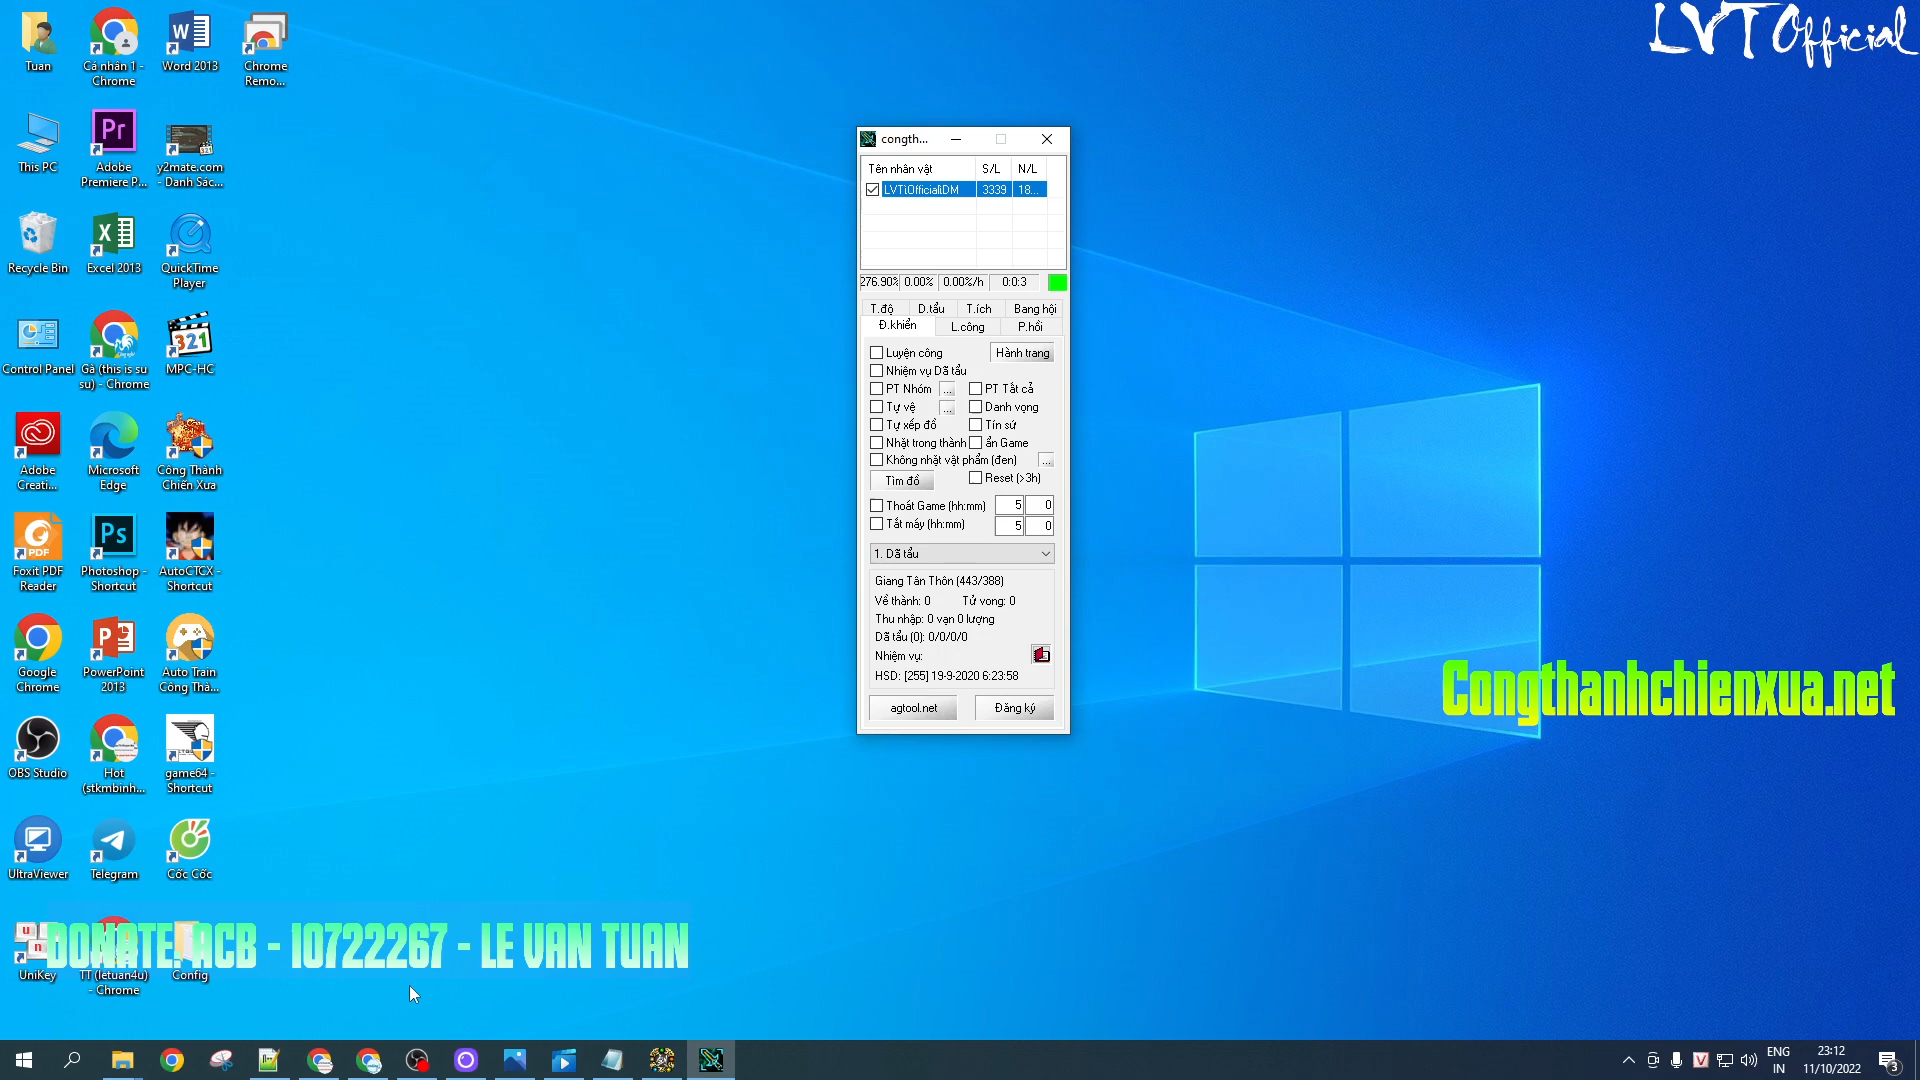 LVT Official
Tuan
Cá nhân 1 -
Chrome
Word 2013
Chrome
Remo...
This PC
Adobe
Premiere P...
y2mate.com
- Danh Sác...
Recycle Bin
Excel 2013
QuickTime
Player
Control Panel
Gà (this is su
su) - Chrome
MPC-HC
Adobe
Creati...
Microsoft
Edge
Công Thành
Chiến Xưa
Foxit PDF
Reader
Photoshop -
Shortcut
AutoCTCX -
Shortcut
Google
Chrome
PowerPoint
2013
Auto Train
Công Thà...
OBS Studio
Hot
(stkmbinh...
game64 -
Shortcut
UltraViewer
Telegram
Cốc Cốc
UniKey
TT (letuan4u)
- Chrome
Config
DONATE: ACB - 10722267 - LE VAN TUAN
congth...
Tên nhân vật S/L N/L
LVTiOfficialiDM 3339 18...
276.90% 0.00% 0.00%/h 0:0:3
T.độ D.tẩu T.ích Bang hội
Đ.khiển L.công P.hồi
Luyện công Hành trang
Nhiệm vụ Dã tẩu
PT Nhóm ... PT Tất cả
Tự vệ ... Danh vọng
Tự xếp đồ Tín sứ
Nhặt trong thành ẩn Game
Không nhặt vật phẩm (đen) ...
Tìm đồ Reset (>3h)
Thoát Game (hh:mm) 5 0
Tắt máy (hh:mm) 5 0
1. Dã tẩu
Giang Tân Thôn (443/388)
Về thành: 0 Tử vong: 0
Thu nhập: 0 vạn 0 lượng
Dã tẩu (0): 0/0/0/0
Nhiệm vụ:
HSD: [255] 19-9-2020 6:23:58
agtool.net Đăng ký
Congthanhchienxua.net
ENG
IN
23:12
11/10/2022
3